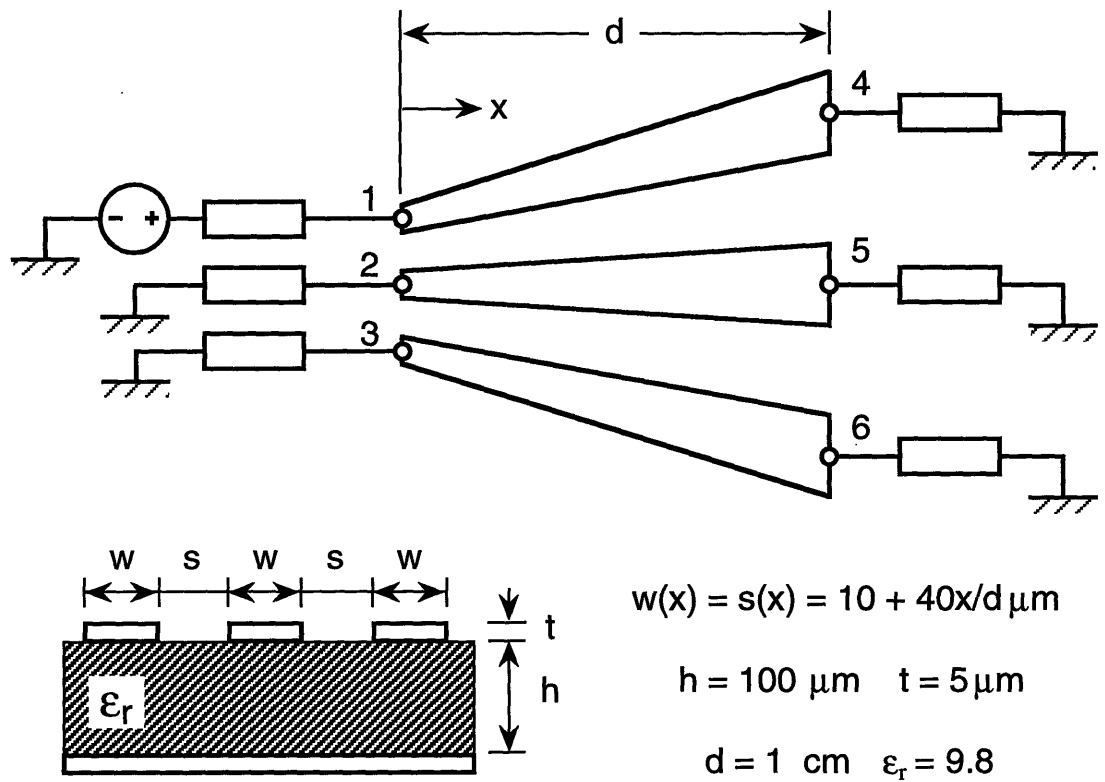 d
x
4
1
- +
2
5
3
6
w s w s w
t
εr
h
w(x) = s(x) = 10 + 40x/d μm
h = 100 μm t = 5 μm
d = 1 cm εr = 9.8